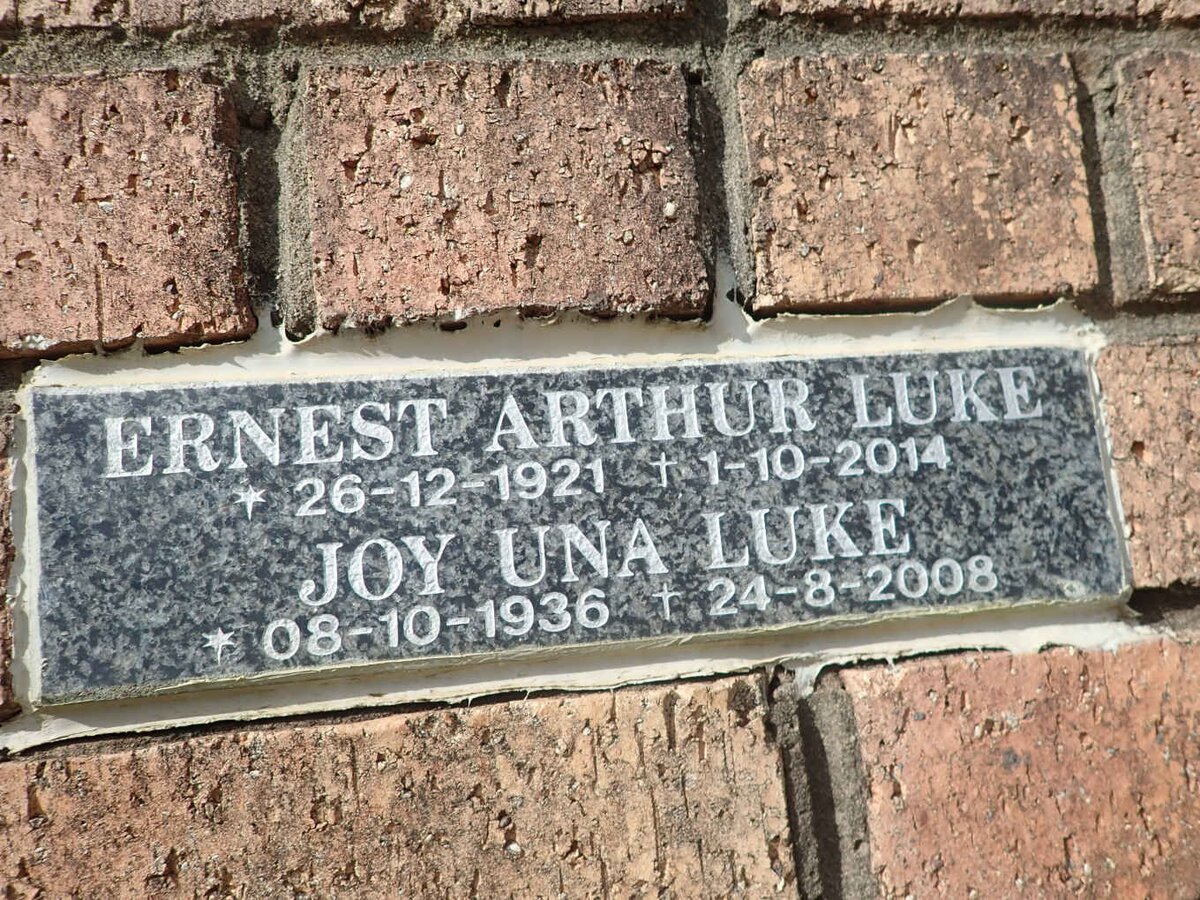 ERNEST ARTHUR LUKE
★ 26-12-1921 † 1-10-2014
JOY UNA LUKE
★ 08-10-1936 † 24-8-2008